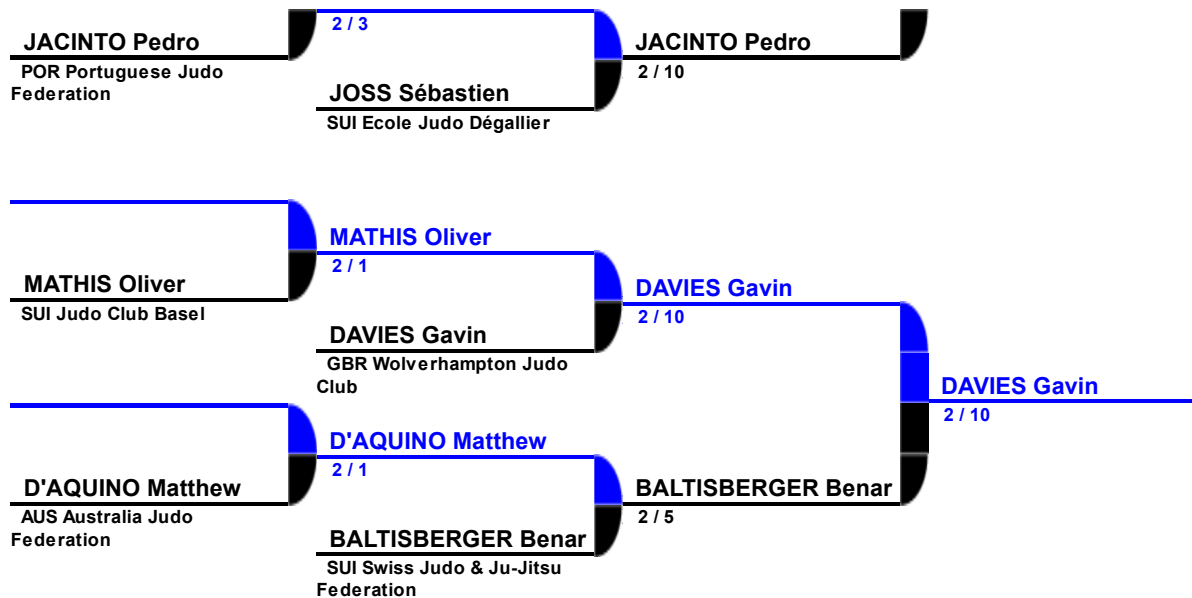 JACINTO Pedro
POR Portuguese Judo
Federation
2 / 3
JOSS Sébastien
SUI Ecole Judo Dégallier
JACINTO Pedro
2 / 10
MATHIS Oliver
SUI Judo Club Basel
MATHIS Oliver
2 / 1
DAVIES Gavin
GBR Wolverhampton Judo
Club
DAVIES Gavin
2 / 10
D'AQUINO Matthew
AUS Australia Judo
Federation
D'AQUINO Matthew
2 / 1
BALTISBERGER Benar
SUI Swiss Judo & Ju-Jitsu
Federation
BALTISBERGER Benar
2 / 5
DAVIES Gavin
2 / 10